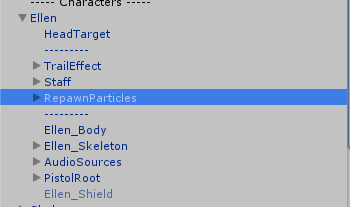 ----- Characters -----
Ellen
HeadTarget
---------
TrailEffect
Staff
RepawnParticles
---------
Ellen_Body
Ellen_Skeleton
AudioSources
PistolRoot
Ellen_Shield